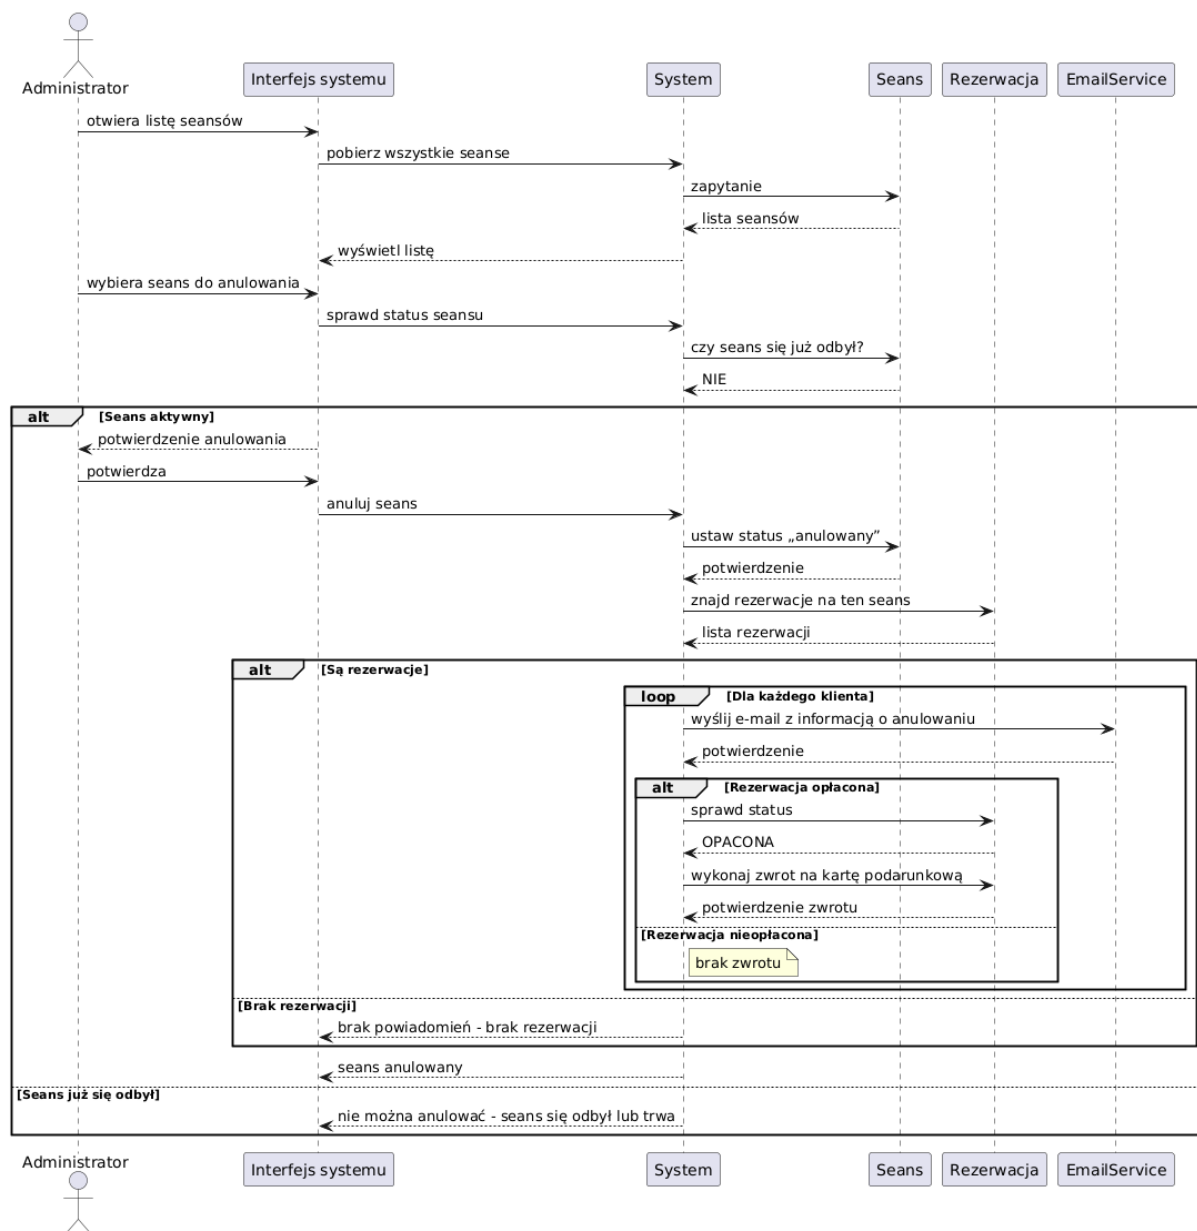 Administrator
Interfejs systemu
System
Seans
Rezerwacja
EmailService
otwiera listę seansów
pobierz wszystkie seanse
zapytanie
lista seansów
wyświetl listę
wybiera seans do anulowania
sprawd status seansu
czy seans się już odbył?
NIE
alt [Seans aktywny]
potwierdzenie anulowania
potwierdza
anuluj seans
ustaw status „anulowany”
potwierdzenie
znajd rezerwacje na ten seans
lista rezerwacji
alt [Są rezerwacje]
loop [Dla każdego klienta]
wyślij e-mail z informacją o anulowaniu
potwierdzenie
alt [Rezerwacja opłacona]
sprawd status
OPACONA
wykonaj zwrot na kartę podarunkową
potwierdzenie zwrotu
[Rezerwacja nieopłacona]
brak zwrotu
[Brak rezerwacji]
brak powiadomień - brak rezerwacji
seans anulowany
[Seans już się odbył]
nie można anulować - seans się odbył lub trwa
Administrator
Interfejs systemu
System
Seans
Rezerwacja
EmailService